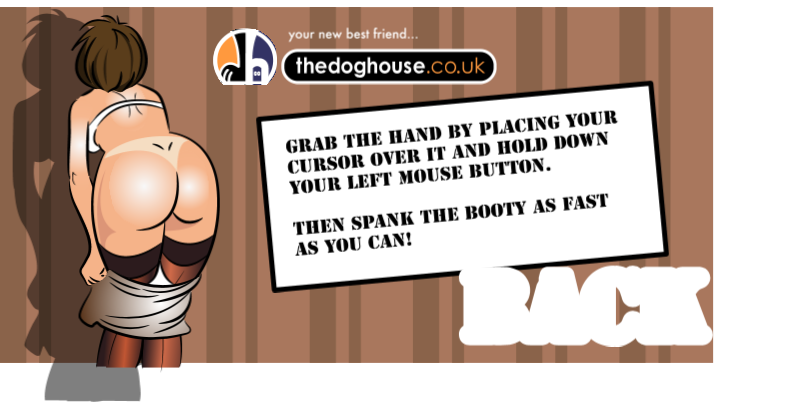 your new best friend...
dh
thedoghouse.co.uk
GRAB THE HAND BY PLACING YOUR
CURSOR OVER IT AND HOLD DOWN
YOUR LEFT MOUSE BUTTON.
THEN SPANK THE BOOTY AS FAST
AS YOU CAN!
BACK